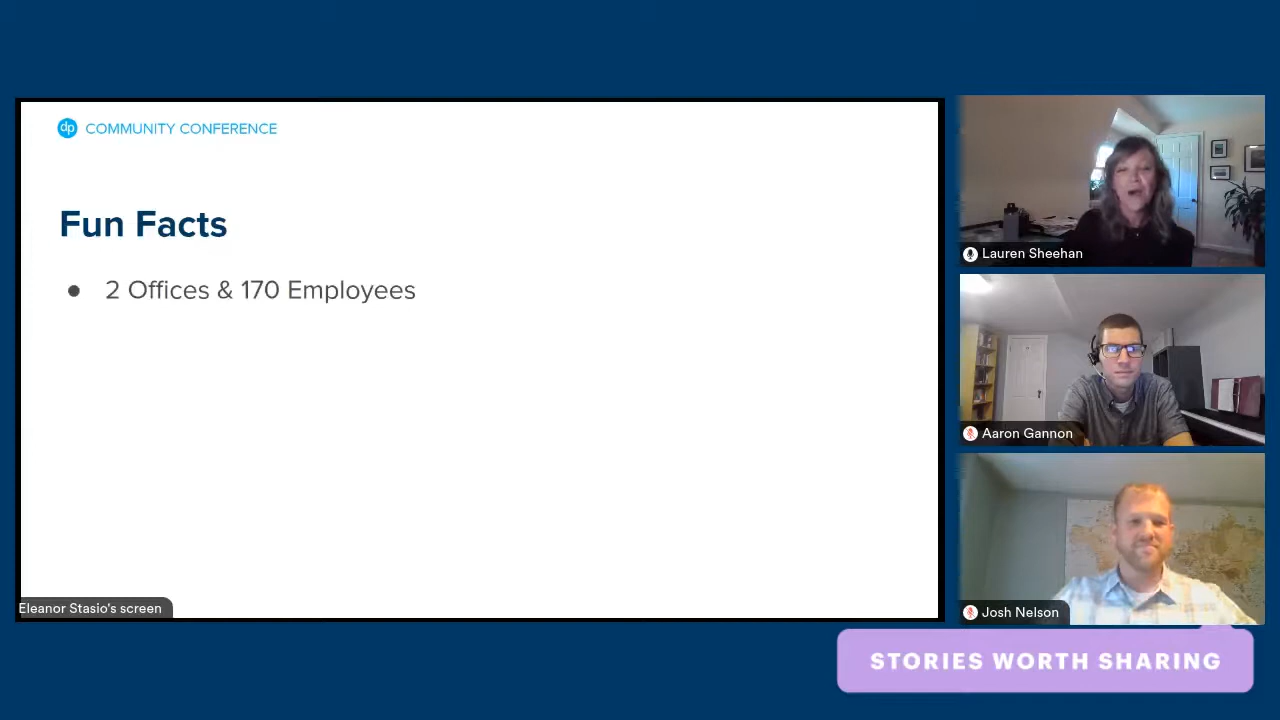 dp COMMUNITY CONFERENCE
Fun Facts
● 2 Offices & 170 Employees
Eleanor Stasio's screen
Lauren Sheehan
Aaron Gannon
Josh Nelson
STORIES WORTH SHARING